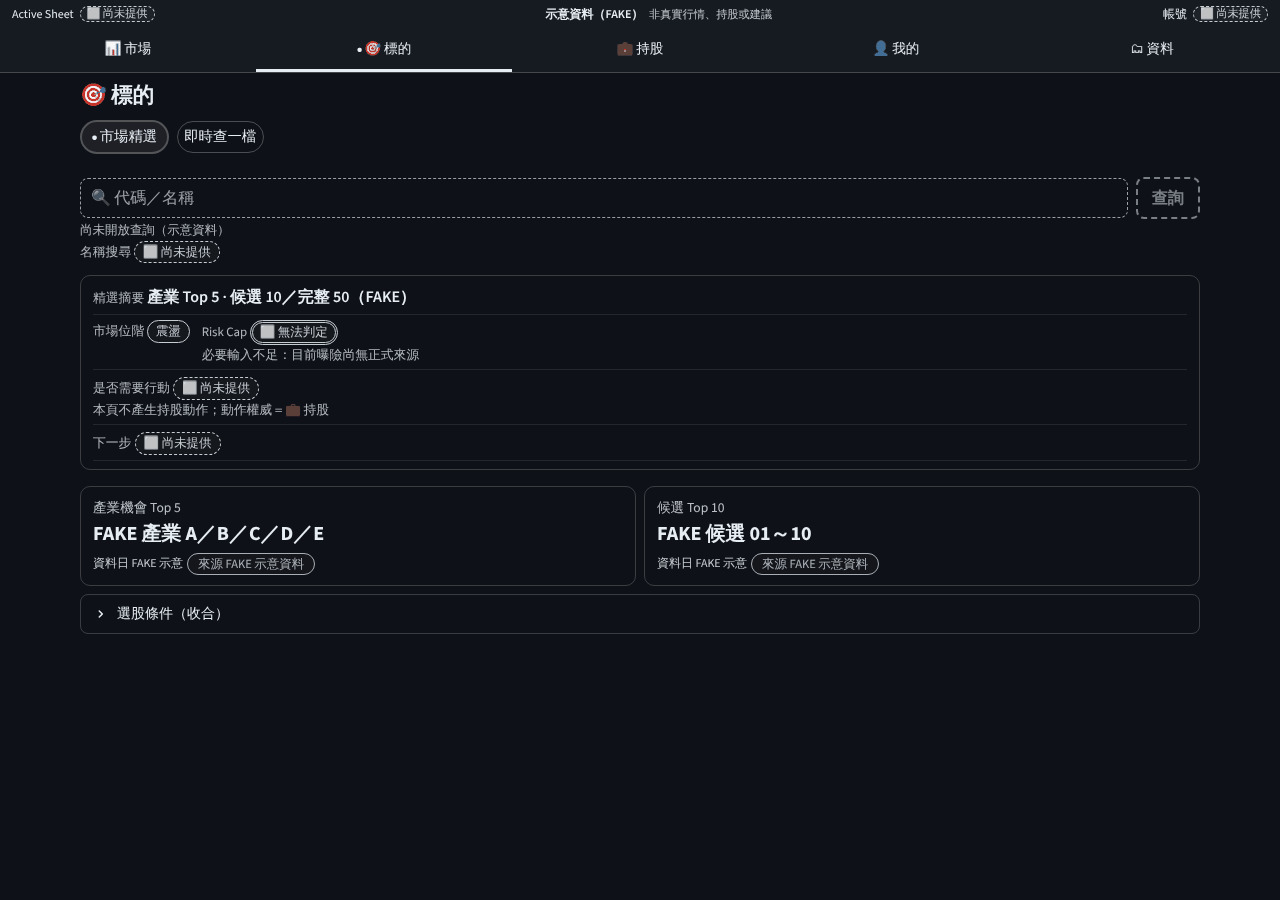 Active Sheet ⬜ 尚未提供 示意資料（FAKE） 非真實行情、持股或建議 帳號 ⬜ 尚未提供
📊 市場 • 🎯 標的 💼 持股 👤 我的 🗂 資料
🎯 標的
• 市場精選 即時查一檔
🔍 代碼／名稱 查詢
尚未開放查詢（示意資料）
名稱搜尋 ⬜ 尚未提供
精選摘要 產業 Top 5 · 候選 10／完整 50（FAKE）
市場位階 震盪 Risk Cap ⬜ 無法判定
必要輸入不足：目前曝險尚無正式來源
是否需要行動 ⬜ 尚未提供
本頁不產生持股動作；動作權威＝💼 持股
下一步 ⬜ 尚未提供
產業機會 Top 5
FAKE 產業 A／B／C／D／E
資料日 FAKE 示意 來源 FAKE 示意資料
候選 Top 10
FAKE 候選 01～10
資料日 FAKE 示意 來源 FAKE 示意資料
› 選股條件（收合）